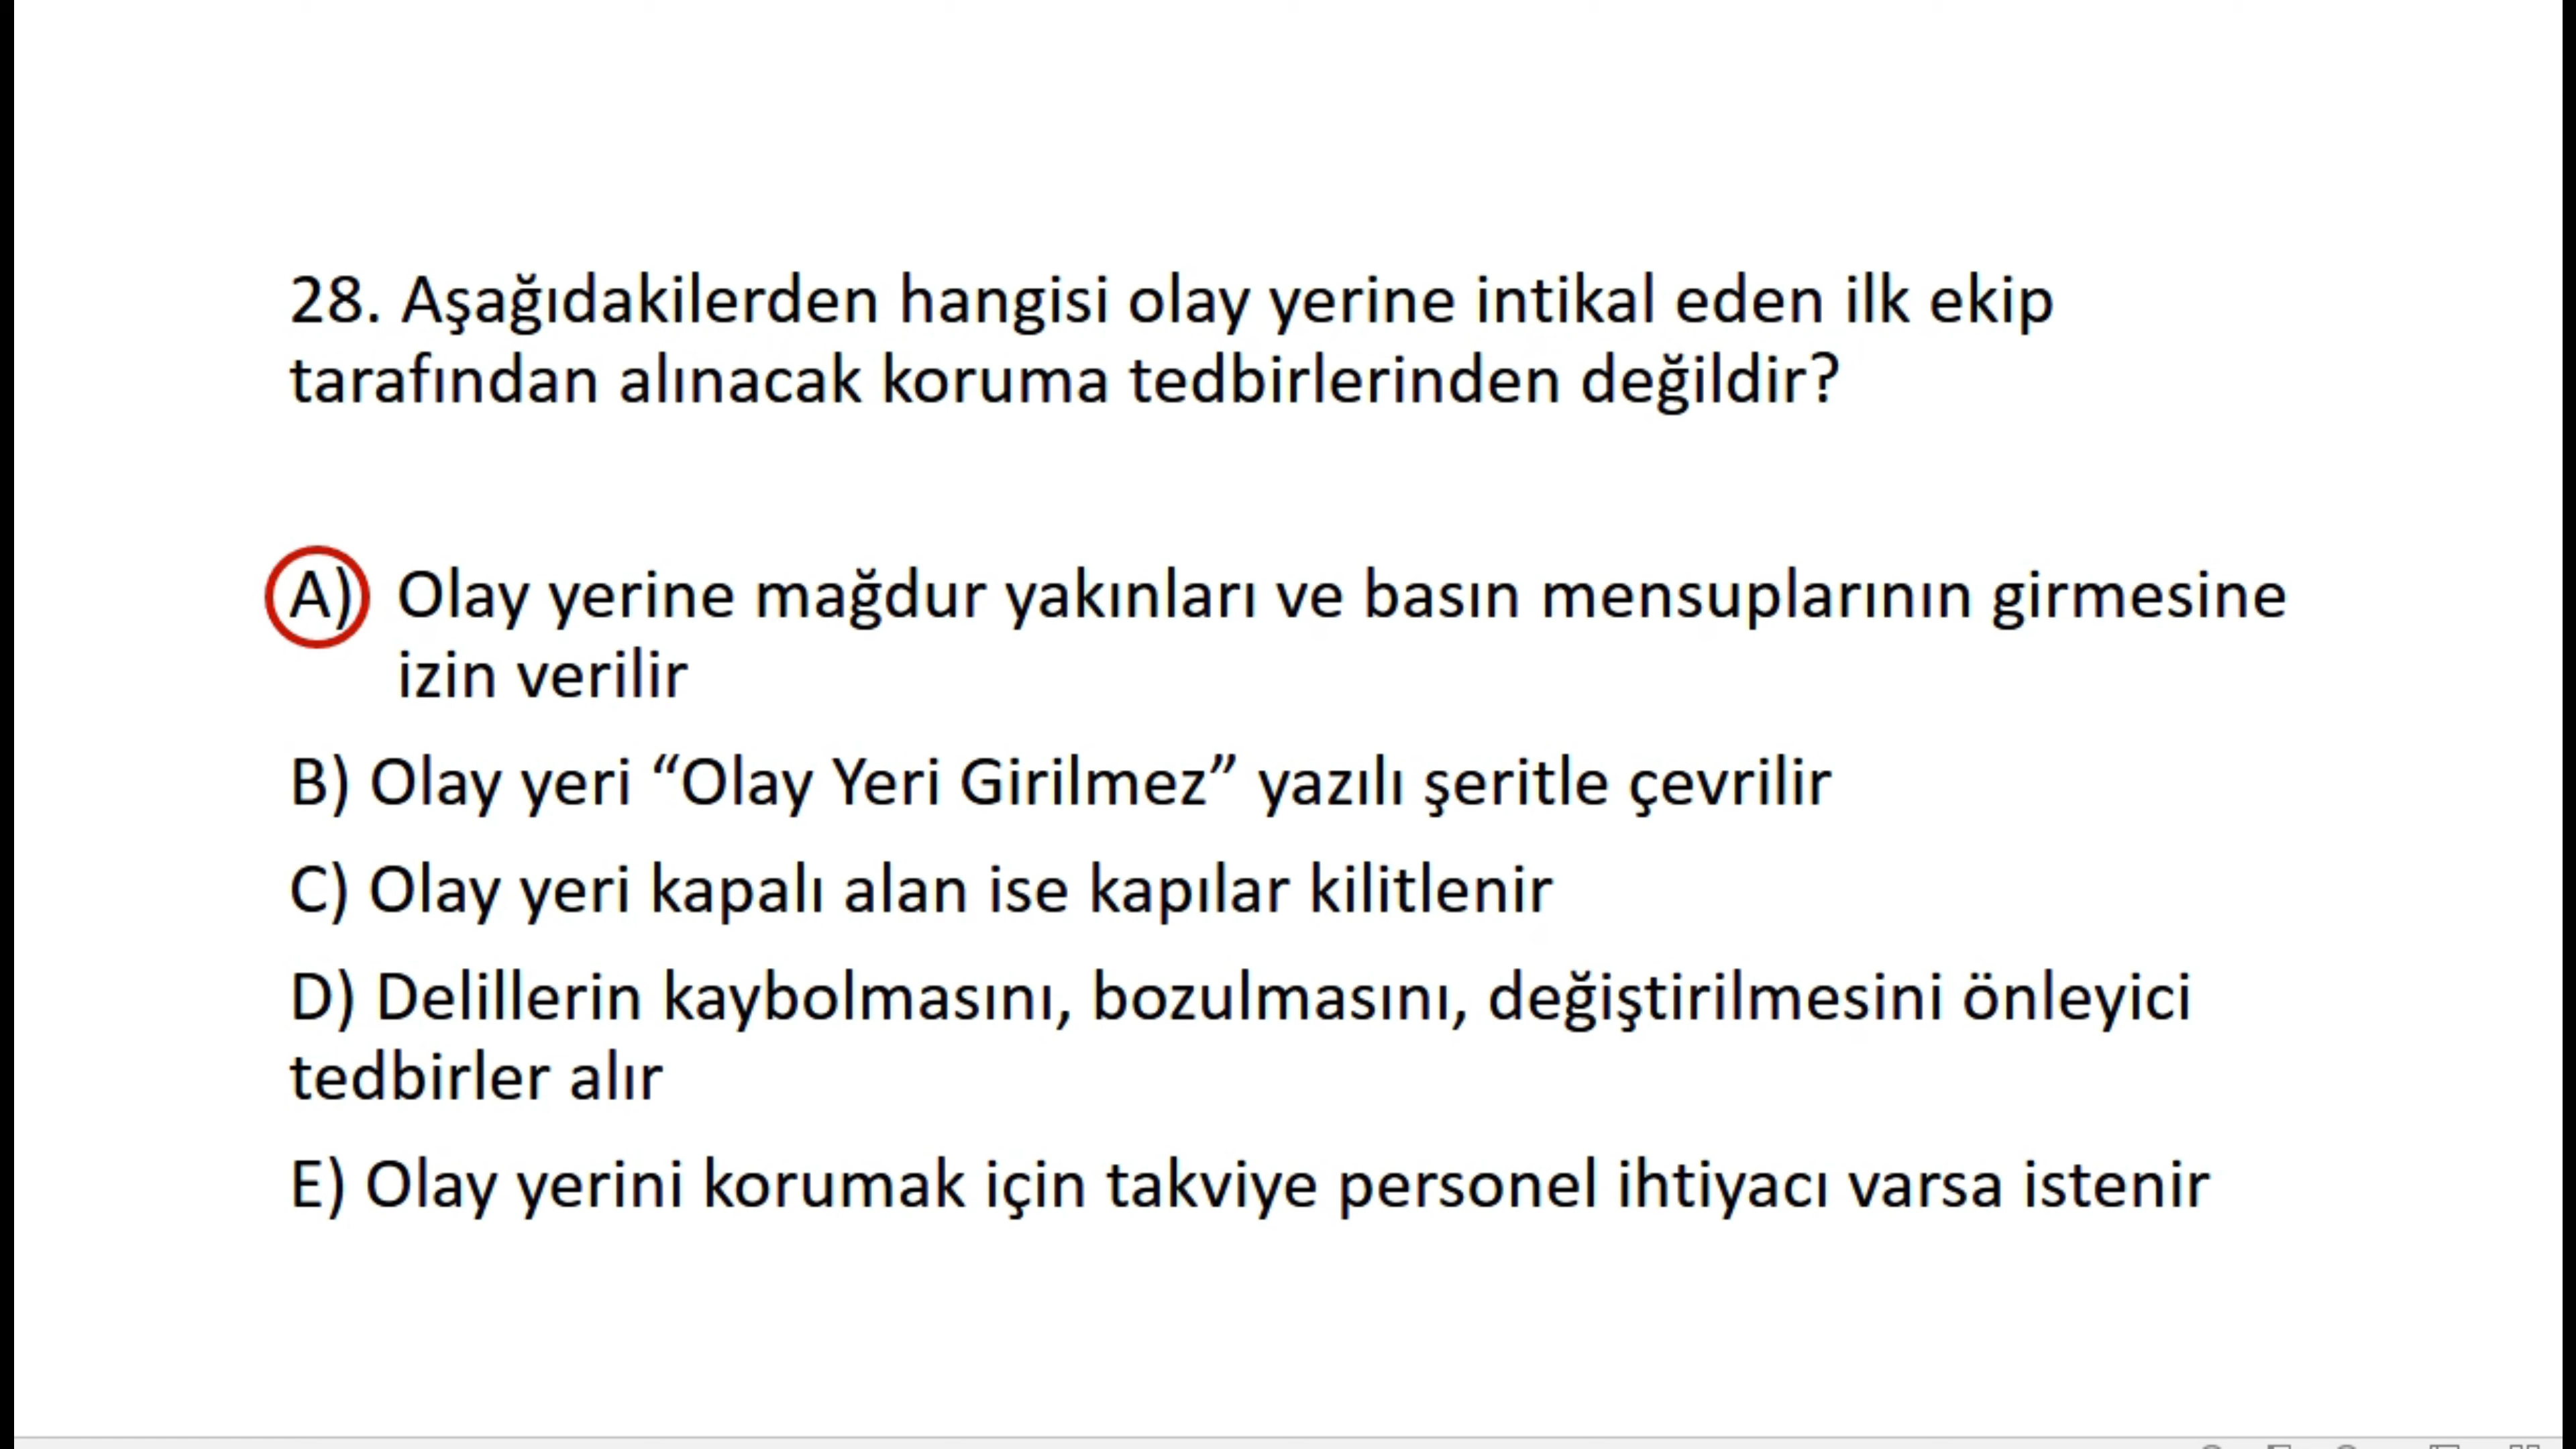 28. Aşağıdakilerden hangisi olay yerine intikal eden ilk ekip
tarafından alınacak koruma tedbirlerinden değildir?
A) Olay yerine mağdur yakınları ve basın mensuplarının girmesine
izin verilir
B) Olay yeri “Olay Yeri Girilmez” yazılı şeritle çevrilir
C) Olay yeri kapalı alan ise kapılar kilitlenir
D) Delillerin kaybolmasını, bozulmasını, değiştirilmesini önleyici
tedbirler alır
E) Olay yerini korumak için takviye personel ihtiyacı varsa istenir